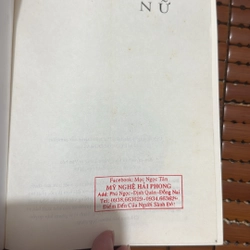 NỮ
Facebook: Mai Ngọc Tân
MỸ NGHỆ HẢI PHONG
Add: Phú Ngọc-Định Quán-Đồng Nai
Điểm Đến Của Người Sành Đời